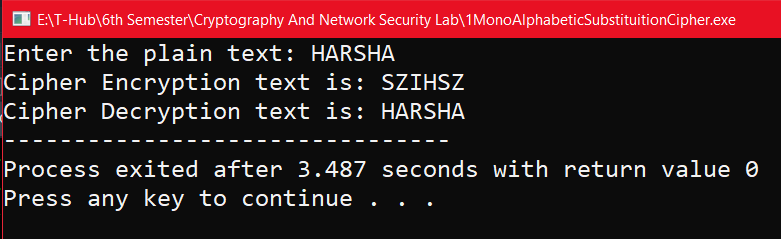 E:\T-Hub\6th Semester\Cryptography And Network Security Lab\1MonoAlphabeticSubstituitionCipher.exe
Enter the plain text: HARSHA
Cipher Encryption text is: SZIHSZ
Cipher Decryption text is: HARSHA
--------------------------------
Process exited after 3.487 seconds with return value 0
Press any key to continue . . .